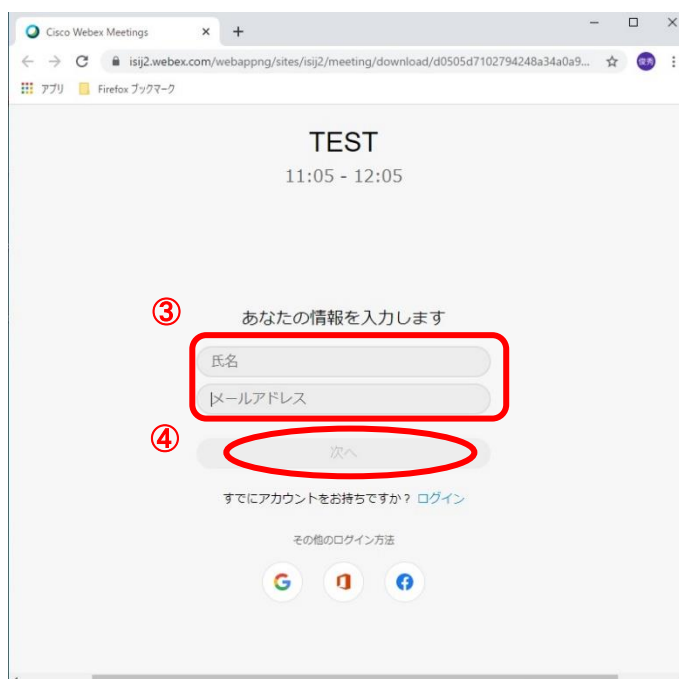 Cisco Webex Meetings
isij2.webex.com/webappng/sites/isij2/meeting/download/d0505d7102794248a34a0a9...
俊秀
アプリ Firefox ブックマーク
TEST
11:05 - 12:05
③
あなたの情報を入力します
氏名
メールアドレス
④
次へ
すでにアカウントをお持ちですか？ ログイン
その他のログイン方法